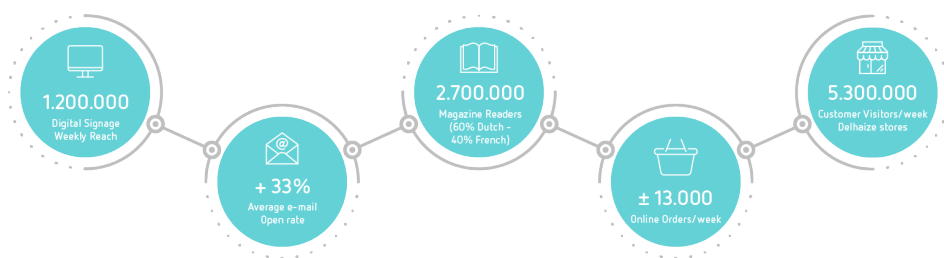 1.200.000
Digital Signage
Weekly Reach
@
+ 33%
Average e-mail
Open rate
2.700.000
Magazine Readers
(60% Dutch -
40% French)
± 13.000
Online Orders/week
5.300.000
Customer Visitors/week
Delhaize stores